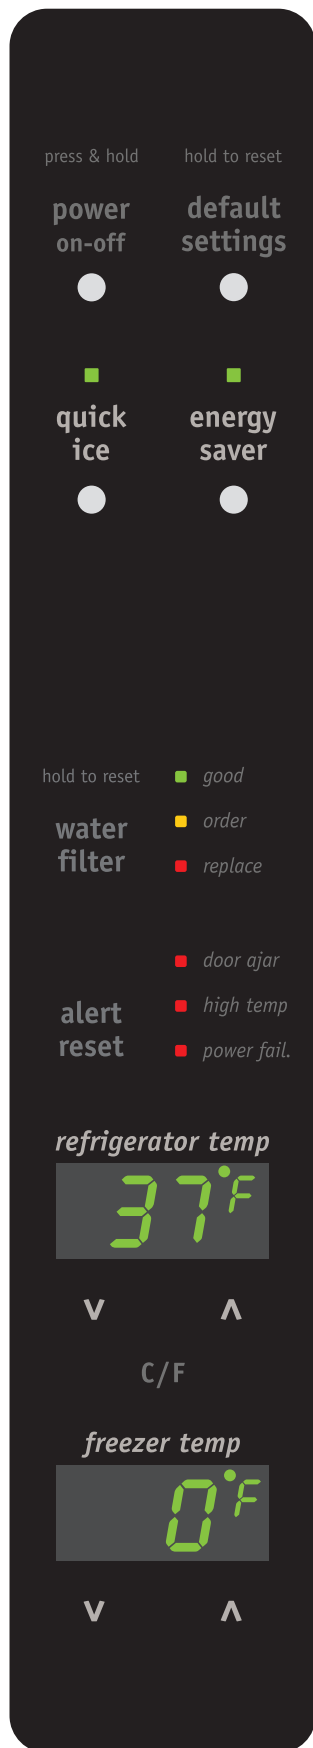 press & hold
hold to reset
power
on-off
default
settings
quick
ice
energy
saver
hold to reset
water
filter
good
order
replace
alert
reset
door ajar
high temp
power fail.
refrigerator temp
37°F
∨ ∧
C/F
freezer temp
0°F
∨ ∧